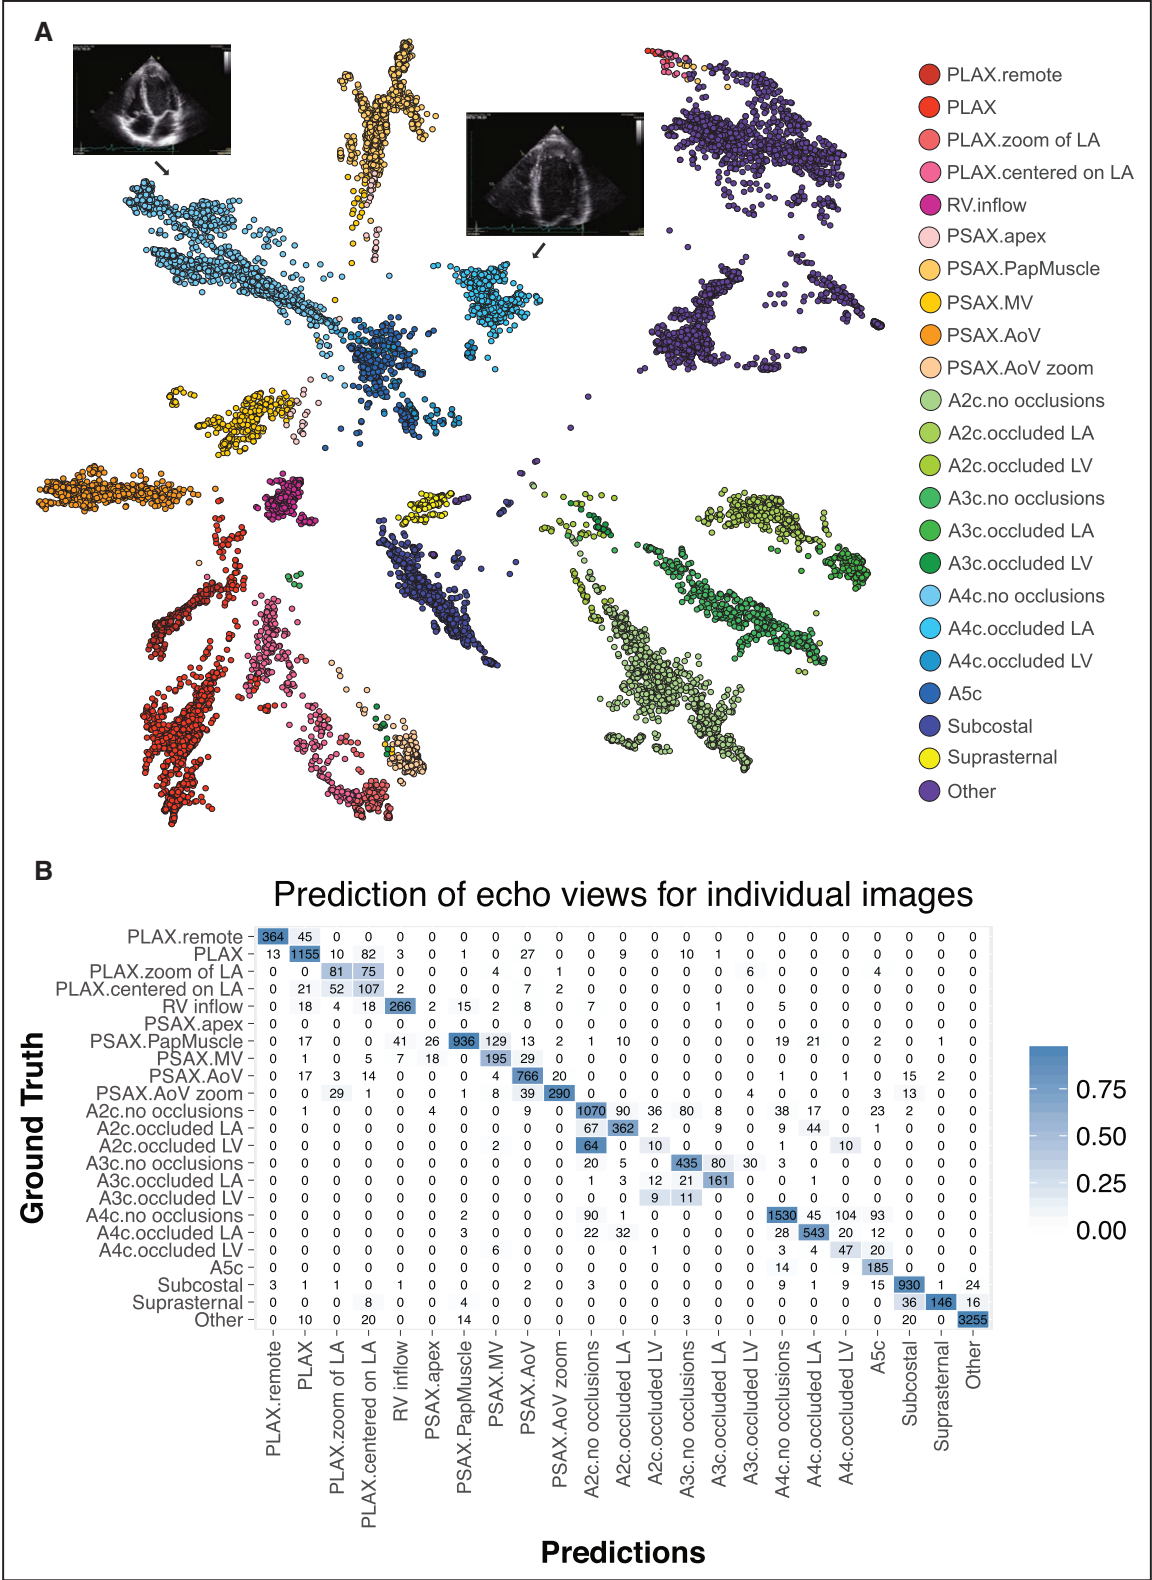 A
PLAX.remote
PLAX
PLAX.zoom of LA
PLAX.centered on LA
RV.inflow
PSAX.apex
PSAX.PapMuscle
PSAX.MV
PSAX.AoV
PSAX.AoV zoom
A2c.no occlusions
A2c.occluded LA
A2c.occluded LV
A3c.no occlusions
A3c.occluded LA
A3c.occluded LV
A4c.no occlusions
A4c.occluded LA
A4c.occluded LV
A5c
Subcostal
Suprasternal
Other
B
Prediction of echo views for individual images
Ground Truth
PLAX.remote 364 45 0 0 0 0 0 0 0 0 0 0 0 0 0 0 0 0 0 0 0 0 0
PLAX 13 1155 10 82 3 0 1 0 27 0 0 9 0 10 1 0 0 0 0 0 0 0 0
PLAX.zoom of LA 0 0 81 75 0 0 0 4 0 1 0 0 0 0 0 6 0 0 0 4 0 0 0
PLAX.centered on LA 0 21 52 107 2 0 0 0 7 2 0 0 0 0 0 0 0 0 0 0 0 0 0
RV inflow 0 18 4 18 266 2 15 2 8 0 7 0 0 0 1 0 5 0 0 0 0 0 0
PSAX.apex 0 0 0 0 0 0 0 0 0 0 0 0 0 0 0 0 0 0 0 0 0 0 0
PSAX.PapMuscle 0 17 0 0 41 26 936 129 13 2 1 10 0 0 0 0 19 21 0 2 0 1 0
PSAX.MV 0 1 0 5 7 18 0 195 29 0 0 0 0 0 0 0 0 0 0 0 0 0 0
PSAX.AoV 0 17 3 14 0 0 0 4 766 20 0 0 0 0 0 0 1 0 1 0 15 2 0
PSAX.AoV zoom 0 0 29 1 0 0 1 8 39 290 0 0 0 0 0 4 0 0 0 3 13 0 0
A2c.no occlusions 0 1 0 0 0 4 0 0 9 0 1070 90 36 80 8 0 38 17 0 23 2 0 0
A2c.occluded LA 0 0 0 0 0 0 0 0 0 0 67 362 2 0 9 0 9 44 0 1 0 0 0
A2c.occluded LV 0 0 0 0 0 0 0 2 0 0 64 0 10 0 0 0 1 0 10 0 0 0 0
A3c.no occlusions 0 0 0 0 0 0 0 0 0 0 20 5 0 435 80 30 3 0 0 0 0 0 0
A3c.occluded LA 0 0 0 0 0 0 0 0 0 0 1 3 12 21 161 0 0 1 0 0 0 0 0
A3c.occluded LV 0 0 0 0 0 0 0 0 0 0 0 0 9 11 0 0 0 0 0 0 0 0 0
A4c.no occlusions 0 0 0 0 0 0 2 0 0 0 90 1 0 0 0 0 1530 45 104 93 0 0 0
A4c.occluded LA 0 0 0 0 0 0 3 0 0 0 22 32 0 0 0 0 28 543 20 12 0 0 0
A4c.occluded LV 0 0 0 0 0 0 0 6 0 0 0 0 1 0 0 0 3 4 47 20 0 0 0
A5c 0 0 0 0 0 0 0 0 0 0 0 0 0 0 0 0 14 0 9 185 0 0 0
Subcostal 3 1 1 0 1 0 0 0 2 0 3 0 0 0 0 0 9 1 9 15 930 1 24
Suprasternal 0 0 0 8 0 0 4 0 0 0 0 0 0 0 0 0 0 0 0 0 36 146 16
Other 0 10 0 20 0 0 14 0 0 0 0 0 0 3 0 0 0 0 0 0 20 0 3255
0.75
0.50
0.25
0.00
PLAX.remote
PLAX
PLAX.zoom of LA
PLAX.centered on LA
RV inflow
PSAX.apex
PSAX.PapMuscle
PSAX.MV
PSAX.AoV
PSAX.AoV zoom
A2c.no occlusions
A2c.occluded LA
A2c.occluded LV
A3c.no occlusions
A3c.occluded LA
A3c.occluded LV
A4c.no occlusions
A4c.occluded LA
A4c.occluded LV
A5c
Subcostal
Suprasternal
Other
Predictions